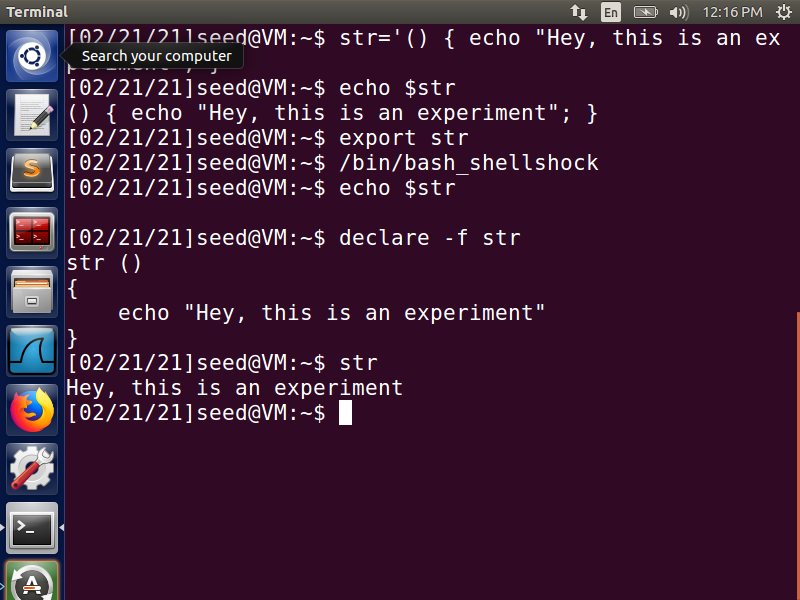 Terminal
En
12:16 PM
[02/21/21]seed@VM:~$ str='() { echo "Hey, this is an ex
Search your computer
[02/21/21]seed@VM:~$ echo $str
() { echo "Hey, this is an experiment"; }
[02/21/21]seed@VM:~$ export str
[02/21/21]seed@VM:~$ /bin/bash_shellshock
[02/21/21]seed@VM:~$ echo $str
[02/21/21]seed@VM:~$ declare -f str
str ()
{
    echo "Hey, this is an experiment"
}
[02/21/21]seed@VM:~$ str
Hey, this is an experiment
[02/21/21]seed@VM:~$